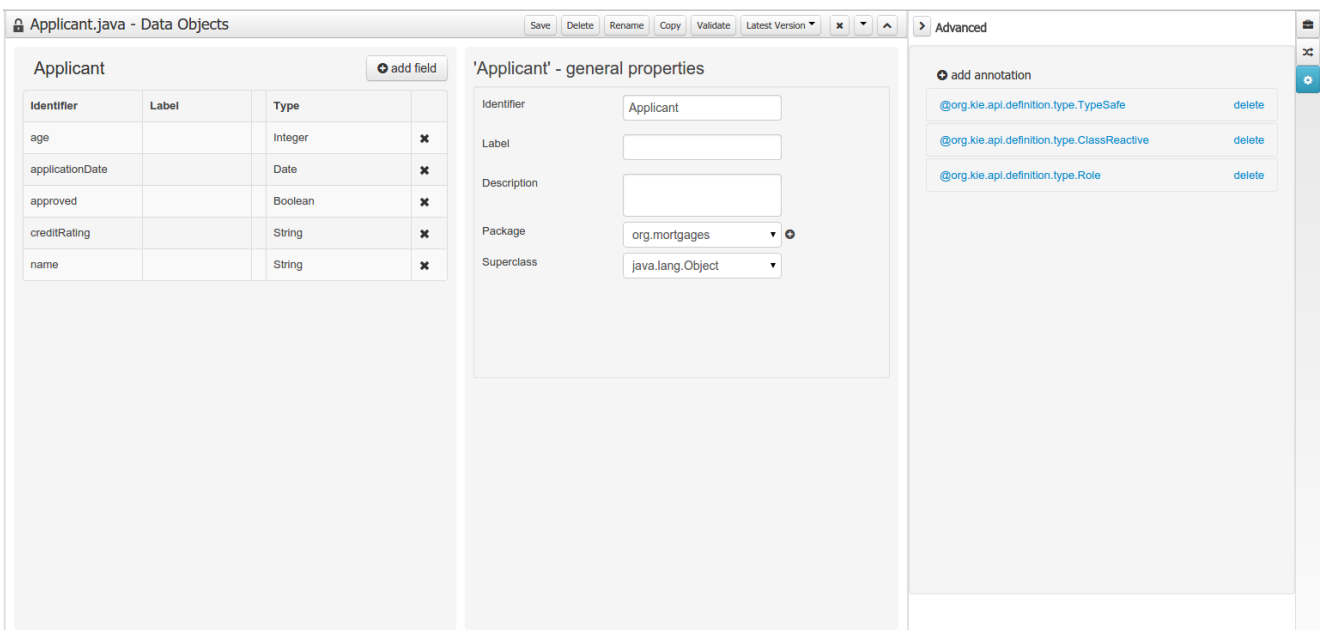 Applicant.java - Data Objects
Save Delete Rename Copy Validate Latest Version
Advanced
Applicant
add field
Identifier Label Type
age Integer
applicationDate Date
approved Boolean
creditRating String
name String
'Applicant' - general properties
Identifier Applicant
Label
Description
Package org.mortgages
Superclass java.lang.Object
add annotation
@org.kie.api.definition.type.TypeSafe delete
@org.kie.api.definition.type.ClassReactive delete
@org.kie.api.definition.type.Role delete